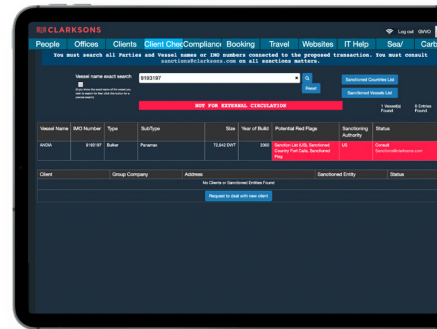 CLARKSONS
Log out GWO
People Offices Clients Client Chec Complianc Booking Travel Websites IT Help Sea/ Carb
You must search all Parties and Vessel names or IMO numbers connected to the proposed transaction. You must consult
sanctions@clarksons.com on all sanctions matters.
Vessel name exact search 9193197
Reset
Sanctioned Countries List
Sanctioned Vessels List
NOT FOR EXTERNAL CIRCULATION
1 Vessel(s) Found 0 Entities Found
Vessel Name IMO Number Type SubType Size Year of Build Potential Red Flags Sanctioning Authority Status
9193197 Bulker Panamax 72,642 DWT 2000 Sanction List (US), Sanctioned Country Port Calls, Sanctioned Flag US Consult Sanctions@clarksons.com
Client Group Company Address Sanctioned Entity Status
No Clients or Sanctioned Entities Found
Request to deal with new client